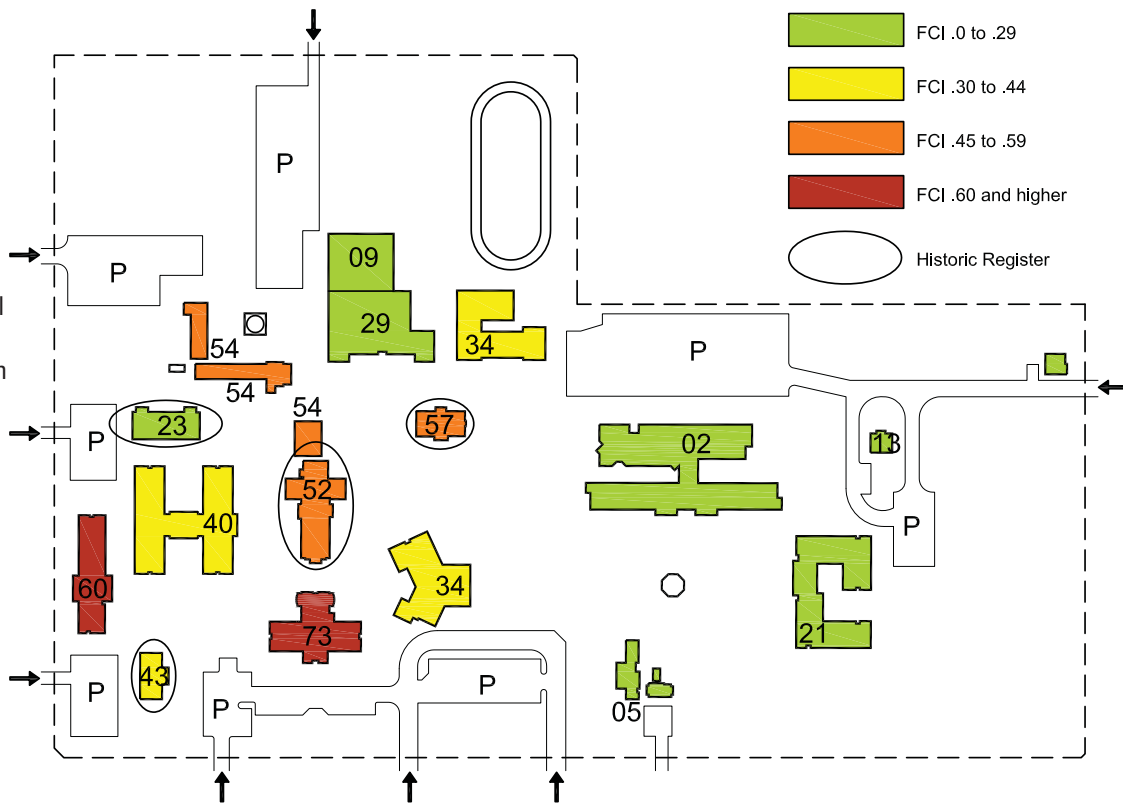 FCI .0 to .29
FCI .30 to .44
P
FCI .45 to .59
FCI .60 and higher
09
P
Historic Register
l
29
54
34
P
n
54
54
23
57
P
02
13
52
40
P
60
34
73
21
43
P
P
P
05